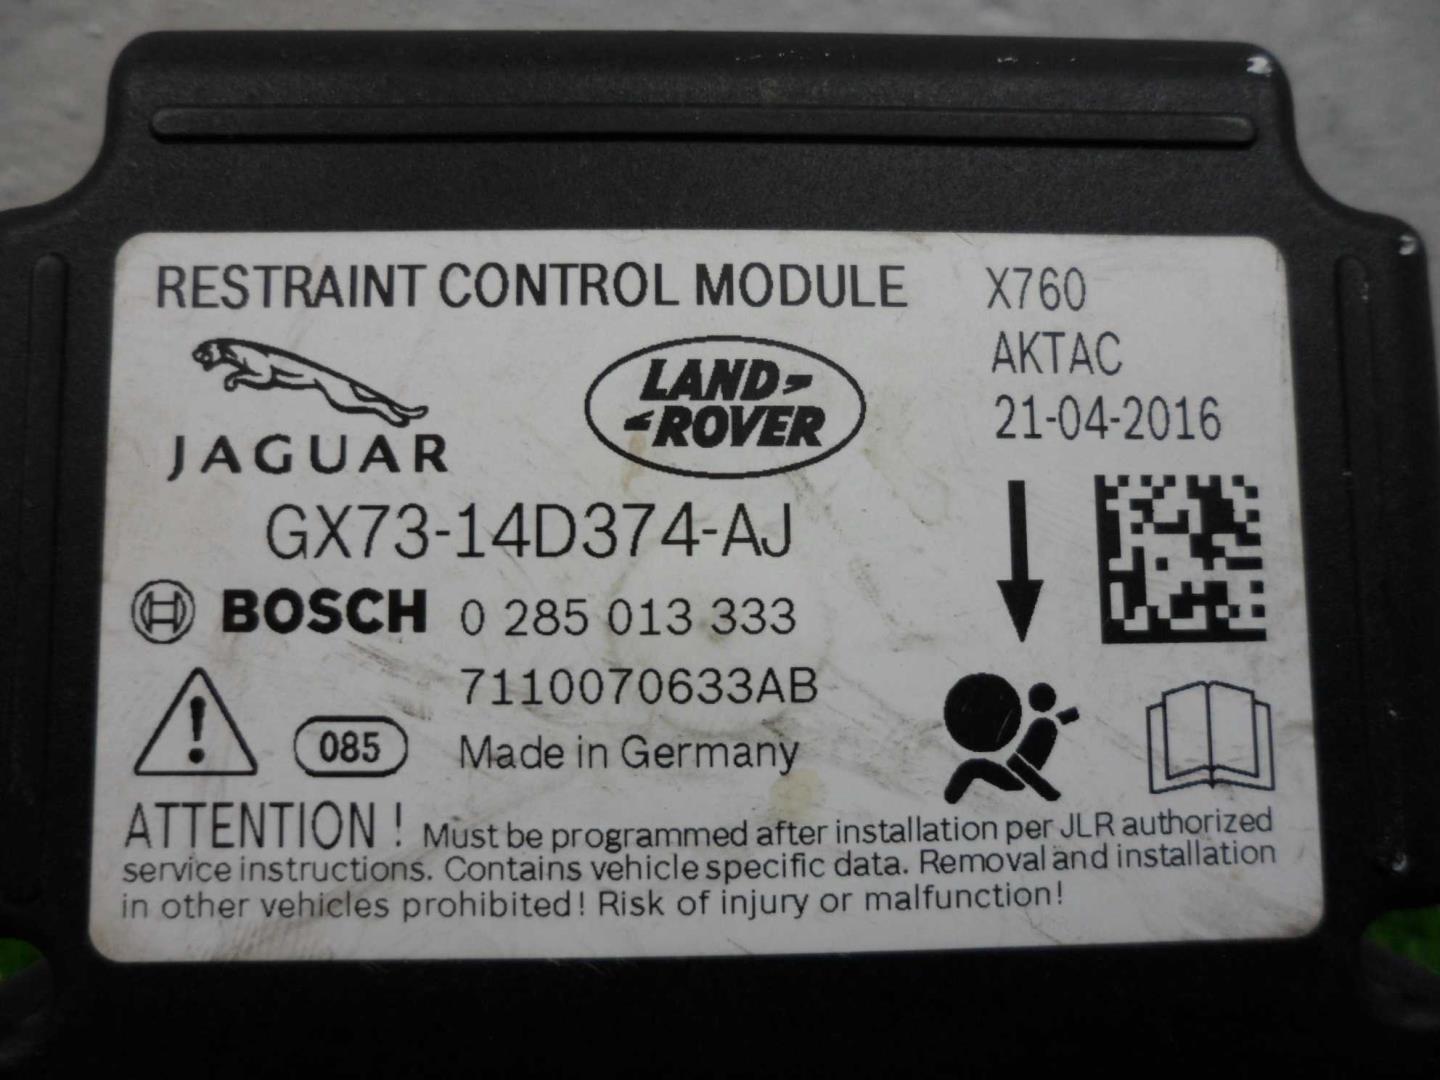 RESTRAINT CONTROL MODULE
X760
AKTAC
21-04-2016
JAGUAR
LAND
ROVER
GX73-14D374-AJ
BOSCH 0 285 013 333
7110070633AB
085 Made in Germany
ATTENTION ! Must be programmed after installation per JLR authorized
service instructions. Contains vehicle specific data. Removal and installation
in other vehicles prohibited! Risk of injury or malfunction!